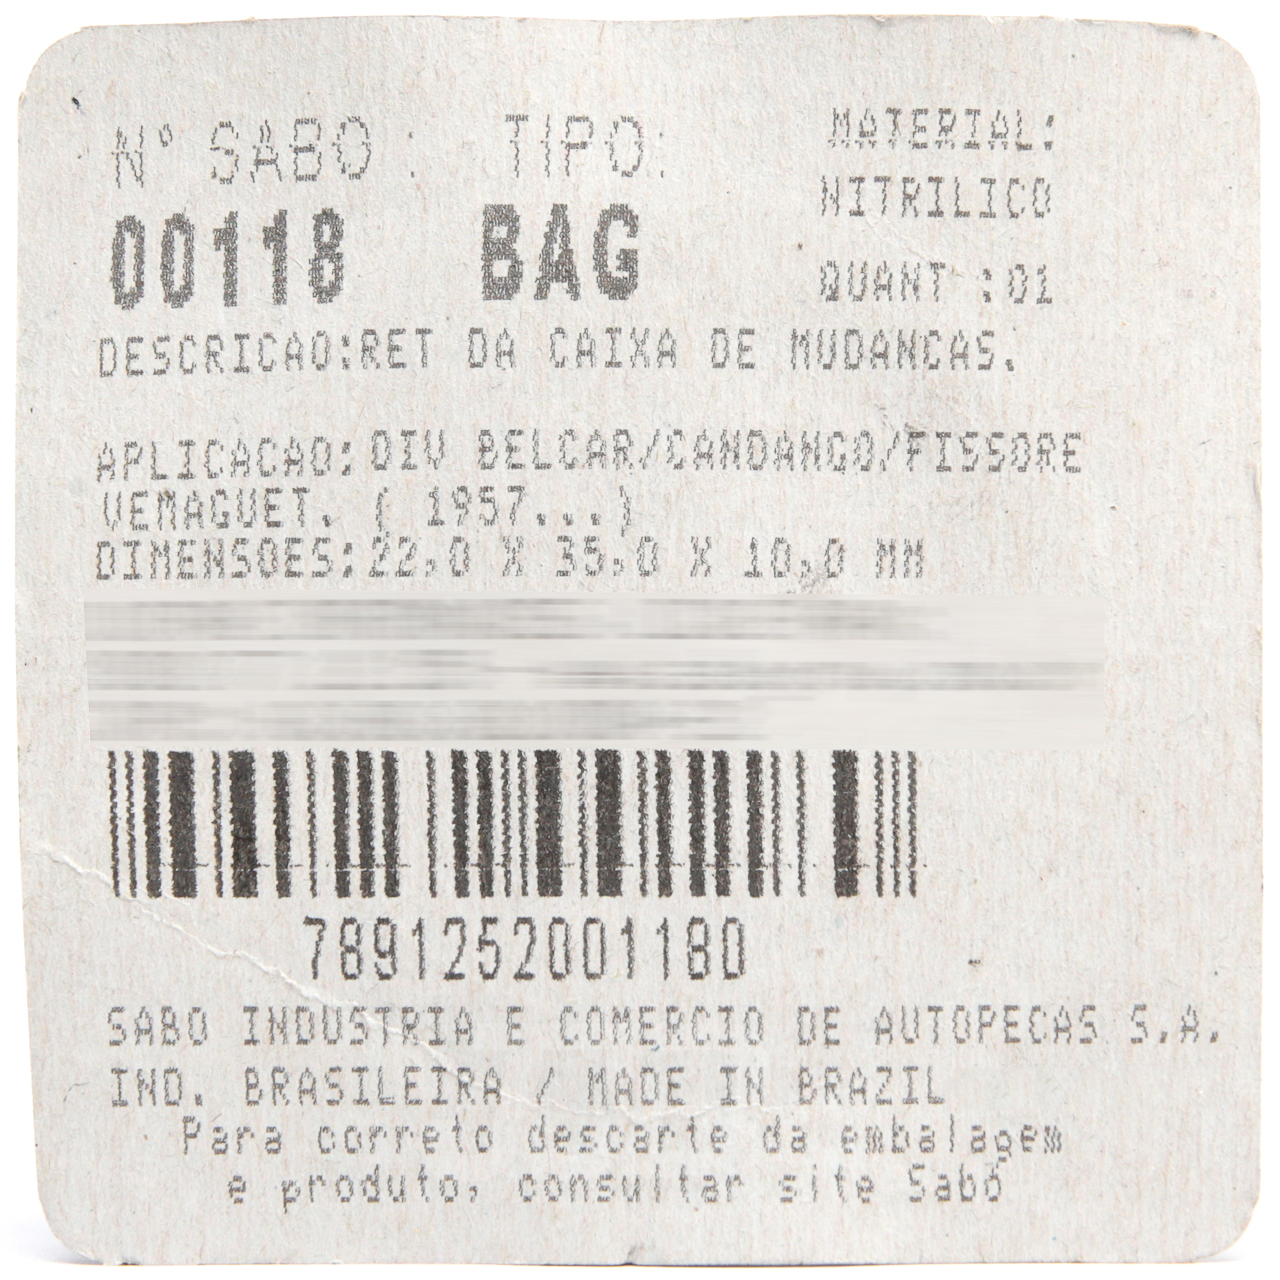 Nº SABO : TIPO: MATERIAL:
00118 BAG NITRILICO
QUANT :01
DESCRICAO:RET DA CAIXA DE MUDANCAS.
APLICACAO:DIV BELCAR/CANDANGO/FISSORE
VEMAGUET. ( 1957...)
DIMENSOES:22,0 X 35,0 X 10,0 MM
7891252001180
SABO INDUSTRIA E COMERCIO DE AUTOPECAS S.A.
IND. BRASILEIRA / MADE IN BRAZIL
Para correto descarte da embalagem
e produto, consultar site Sabó